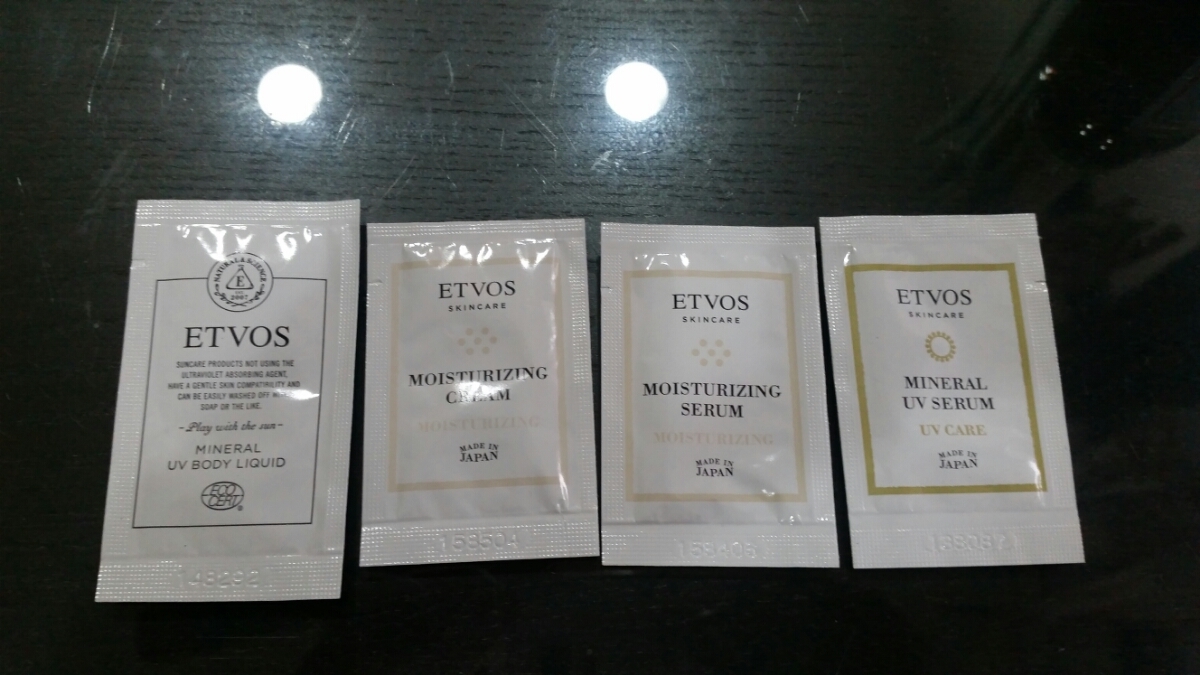 NATURAL & SCIENCE
E
2007
ETVOS
SUNCARE PRODUCTS NOT USING THE
ULTRAVIOLET ABSORBING AGENT,
HAVE A GENTLE SKIN COMPATIBILITY AND
CAN BE EASILY WASHED OFF
SOAP OR THE LIKE.
-Play with the sun-
MINERAL
UV BODY LIQUID
ECO
CERT®
ETVOS
SKINCARE
MOISTURIZING
CREAM
MOISTURIZING
MADE IN
JAPAN
153504
ETVOS
SKINCARE
MOISTURIZING
SERUM
MOISTURIZING
MADE IN
JAPAN
ETVOS
SKINCARE
MINERAL
UV SERUM
UV CARE
MADE IN
JAPAN